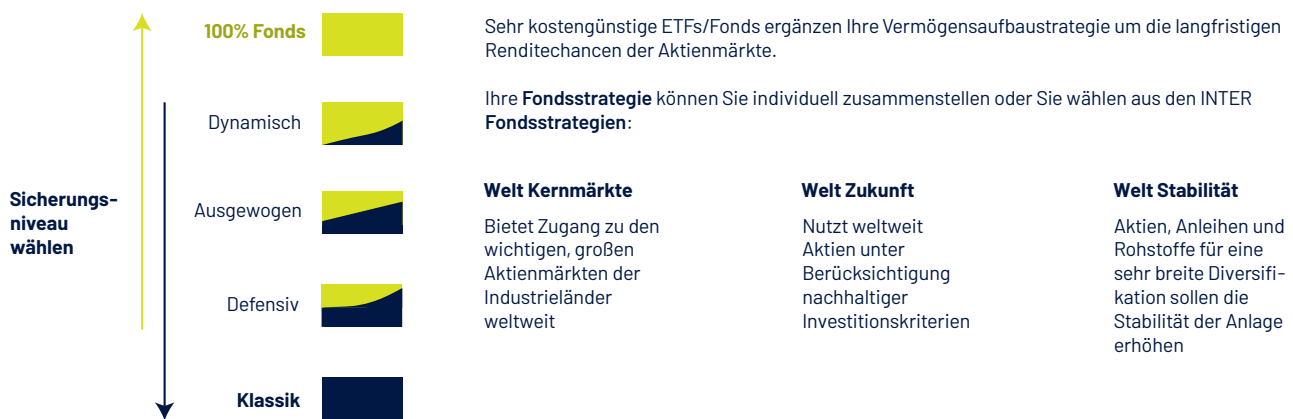 Sicherungs-
niveau
wählen
100% Fonds
Dynamisch
Ausgewogen
Defensiv
Klassik
Sehr kostengünstige ETFs/Fonds ergänzen Ihre Vermögensaufbaustrategie um die langfristigen
Renditechancen der Aktienmärkte.
Ihre Fondsstrategie können Sie individuell zusammenstellen oder Sie wählen aus den INTER
Fondsstrategien:
Welt Kernmärkte
Bietet Zugang zu den
wichtigen, großen
Aktienmärkten der
Industrieländer
weltweit
Welt Zukunft
Nutzt weltweit
Aktien unter
Berücksichtigung
nachhaltiger
Investitionskriterien
Welt Stabilität
Aktien, Anleihen und
Rohstoffe für eine
sehr breite Diversifi-
kation sollen die
Stabilität der Anlage
erhöhen